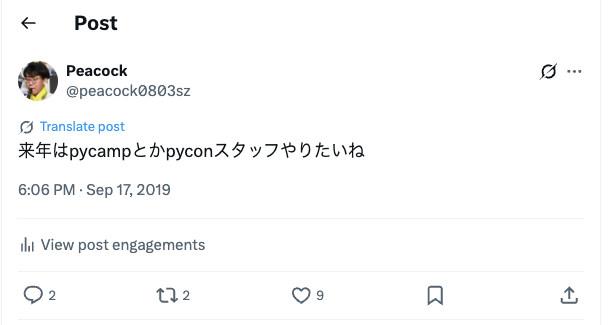 Post
Peacock
@peacock0803sz
Translate post
来年はpycampとかpyconスタッフやりたいね
6:06 PM · Sep 17, 2019
View post engagements
2 2 9